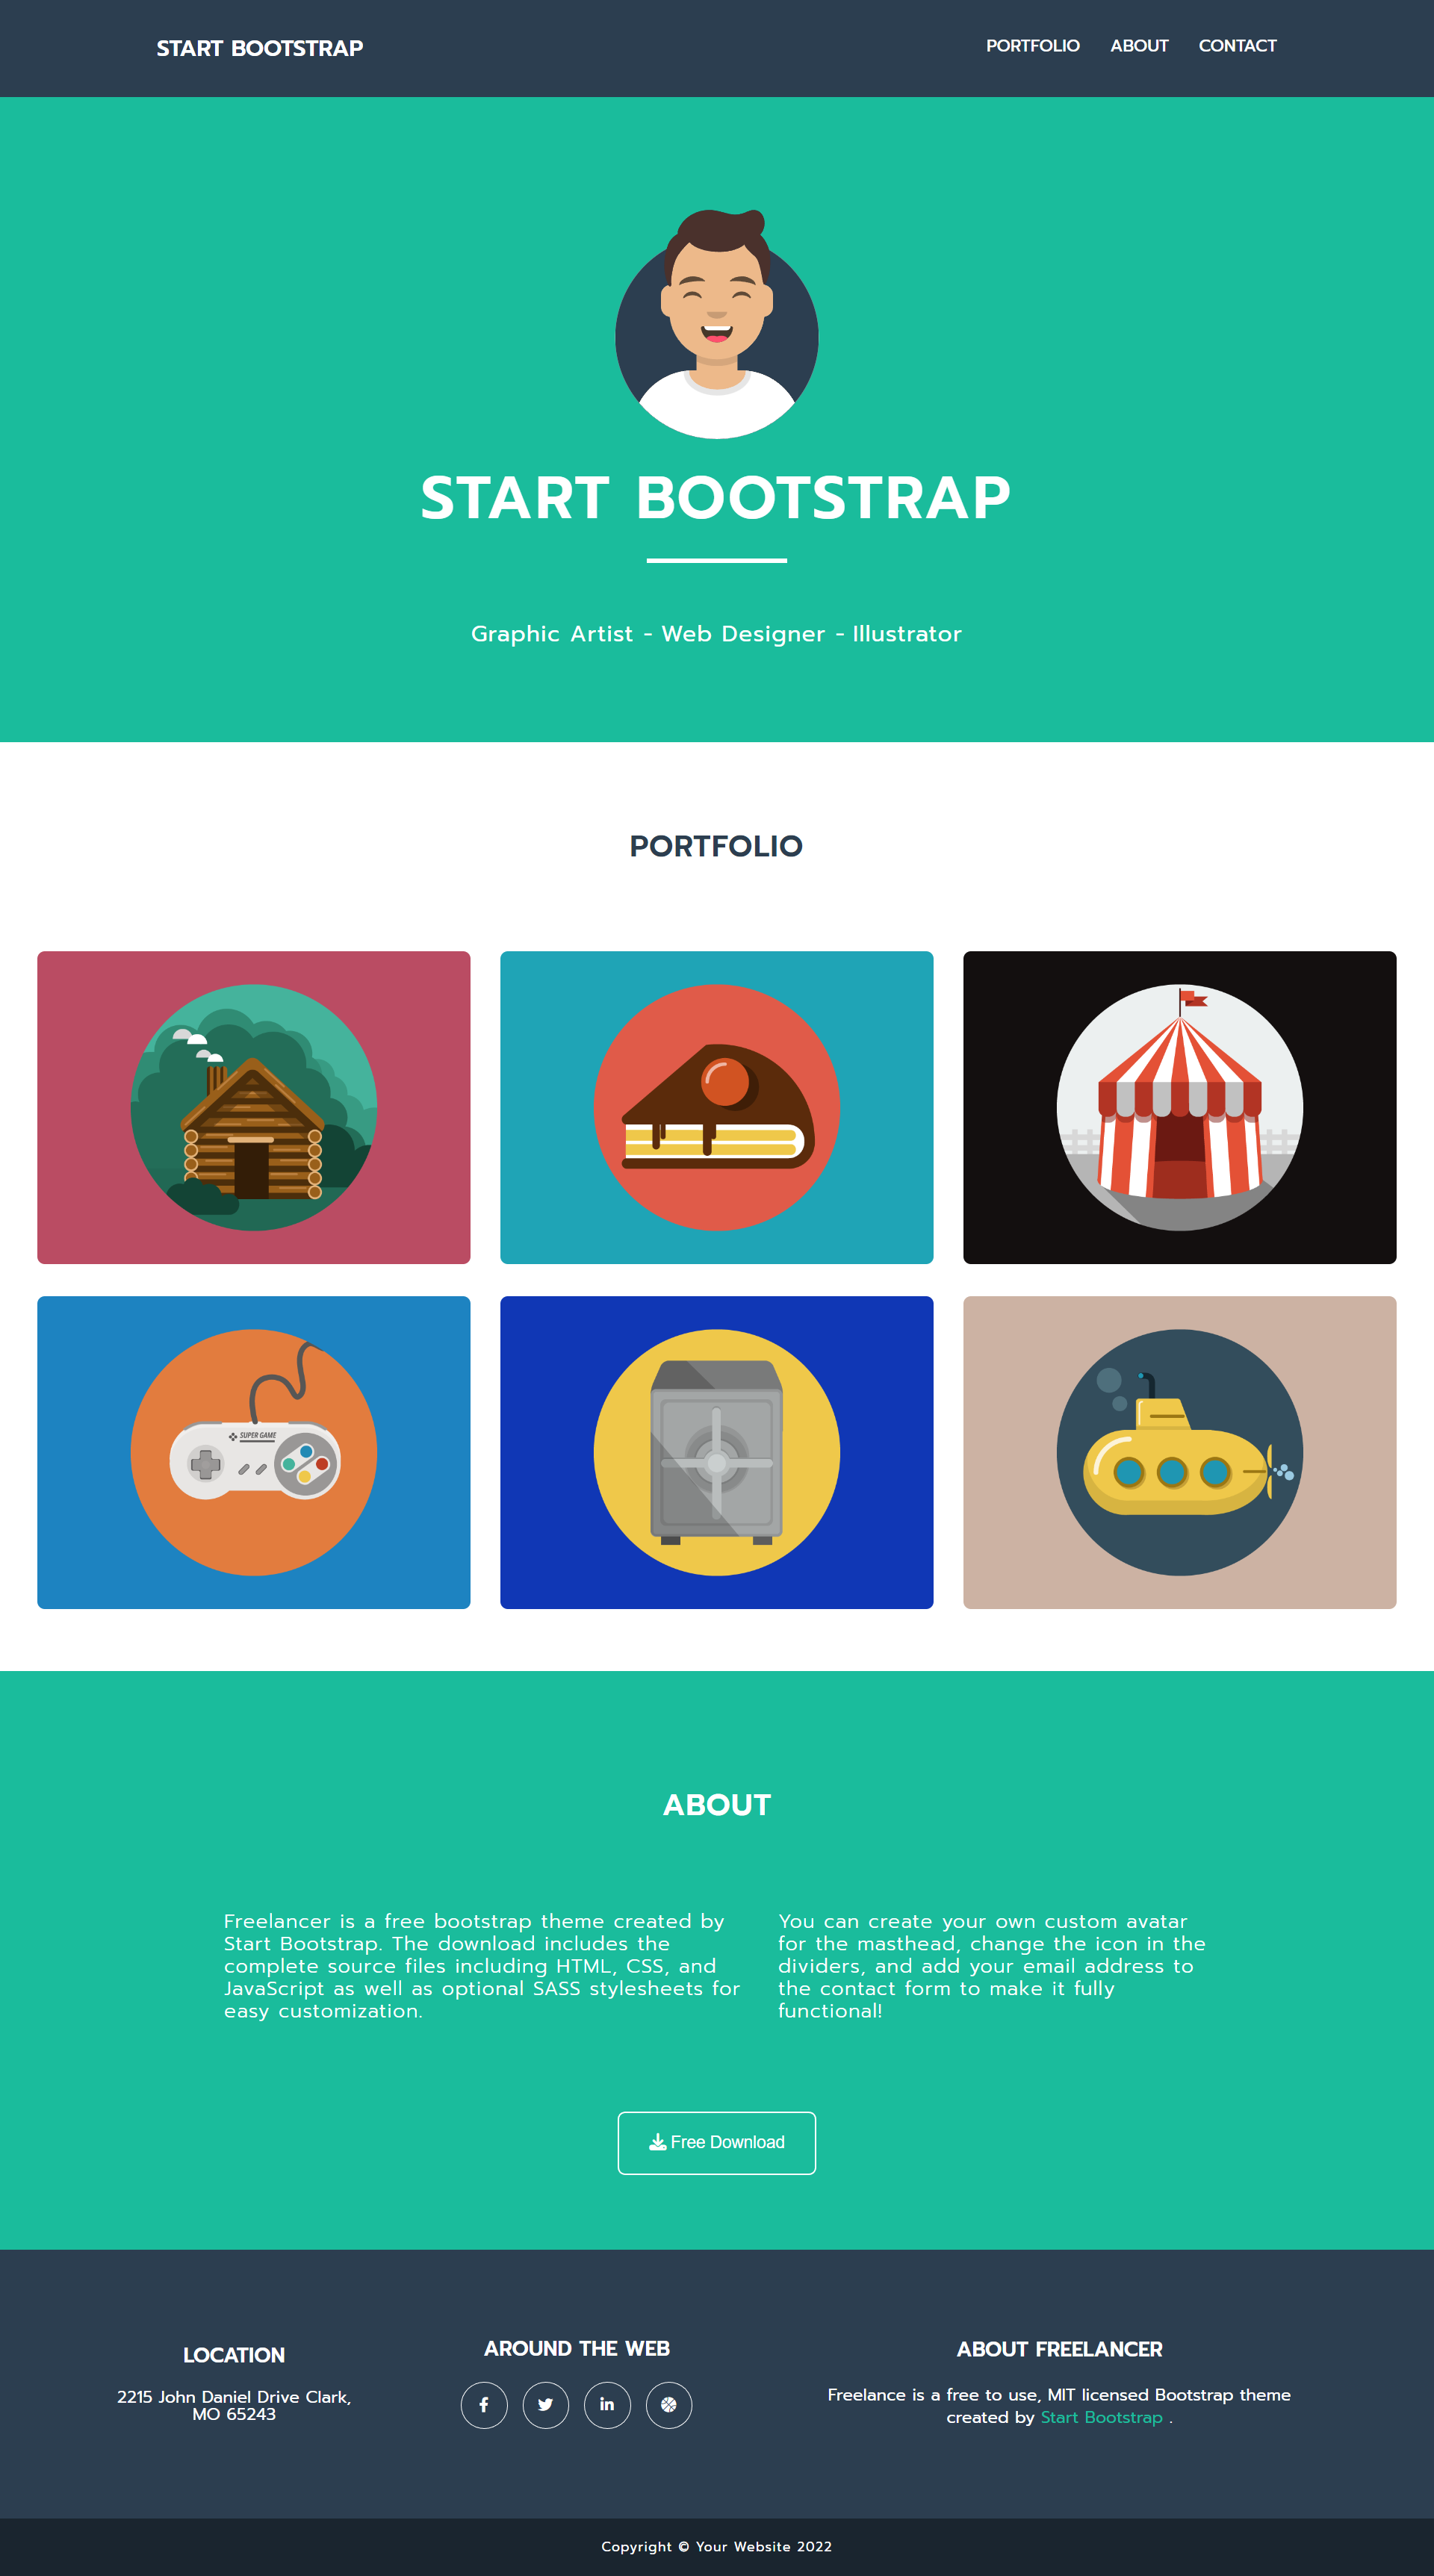 START BOOTSTRAP
PORTFOLIO ABOUT CONTACT
START BOOTSTRAP
Graphic Artist - Web Designer - Illustrator
PORTFOLIO
SUPER GAME
ABOUT
Freelancer is a free bootstrap theme created by
Start Bootstrap. The download includes the
complete source files including HTML, CSS, and
JavaScript as well as optional SASS stylesheets for
easy customization.
You can create your own custom avatar
for the masthead, change the icon in the
dividers, and add your email address to
the contact form to make it fully
functional!
Free Download
LOCATION
2215 John Daniel Drive Clark,
MO 65243
AROUND THE WEB
ABOUT FREELANCER
Freelance is a free to use, MIT licensed Bootstrap theme
created by Start Bootstrap .
Copyright © Your Website 2022